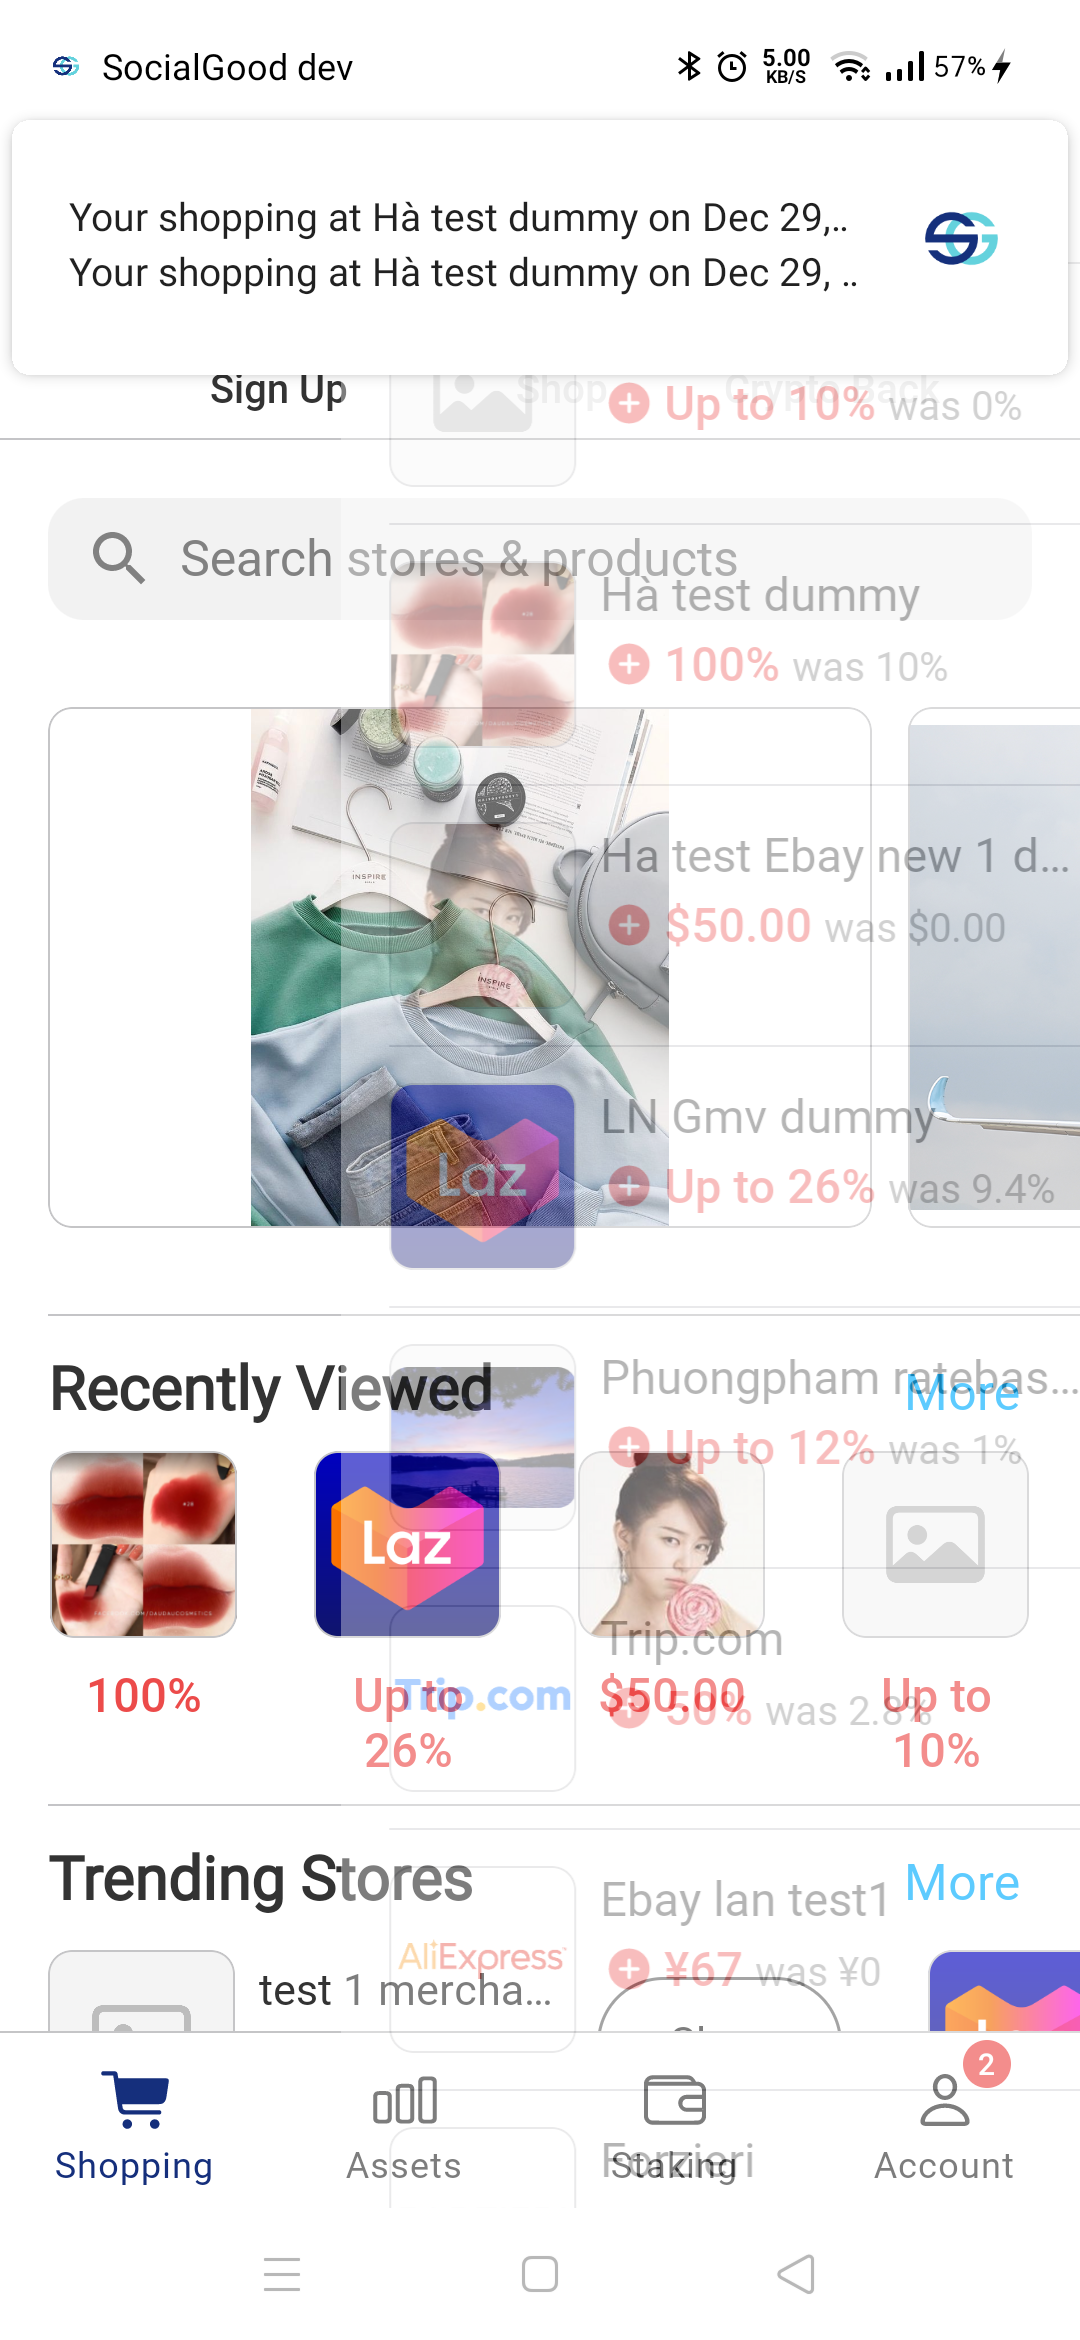 SocialGood dev
5.00 KB/S
57%
Your shopping at Hà test dummy on Dec 29,..
Your shopping at Hà test dummy on Dec 29, ..
Sign Up
Shop
Crypto Back
Up to 10% was 0%
Search stores & products
Hà test dummy
100% was 10%
INSPIRE
INSPIRE
Ha test Ebay new 1 d...
$50.00 was $0.00
LN Gmv dummy
Laz
Up to 26% was 9.4%
Recently Viewed
More
Phuongpham ratebas...
Up to 12% was 1%
Laz
100%
Up to 26%
$50.00
Up to 10%
Trip.com
Trip.com
50% was 2.8%
Trending Stores
More
Ebay lan test1
AliExpress
¥67 was ¥0
test 1 mercha...
2
Forzieri
Shopping
Assets
Staking
Account